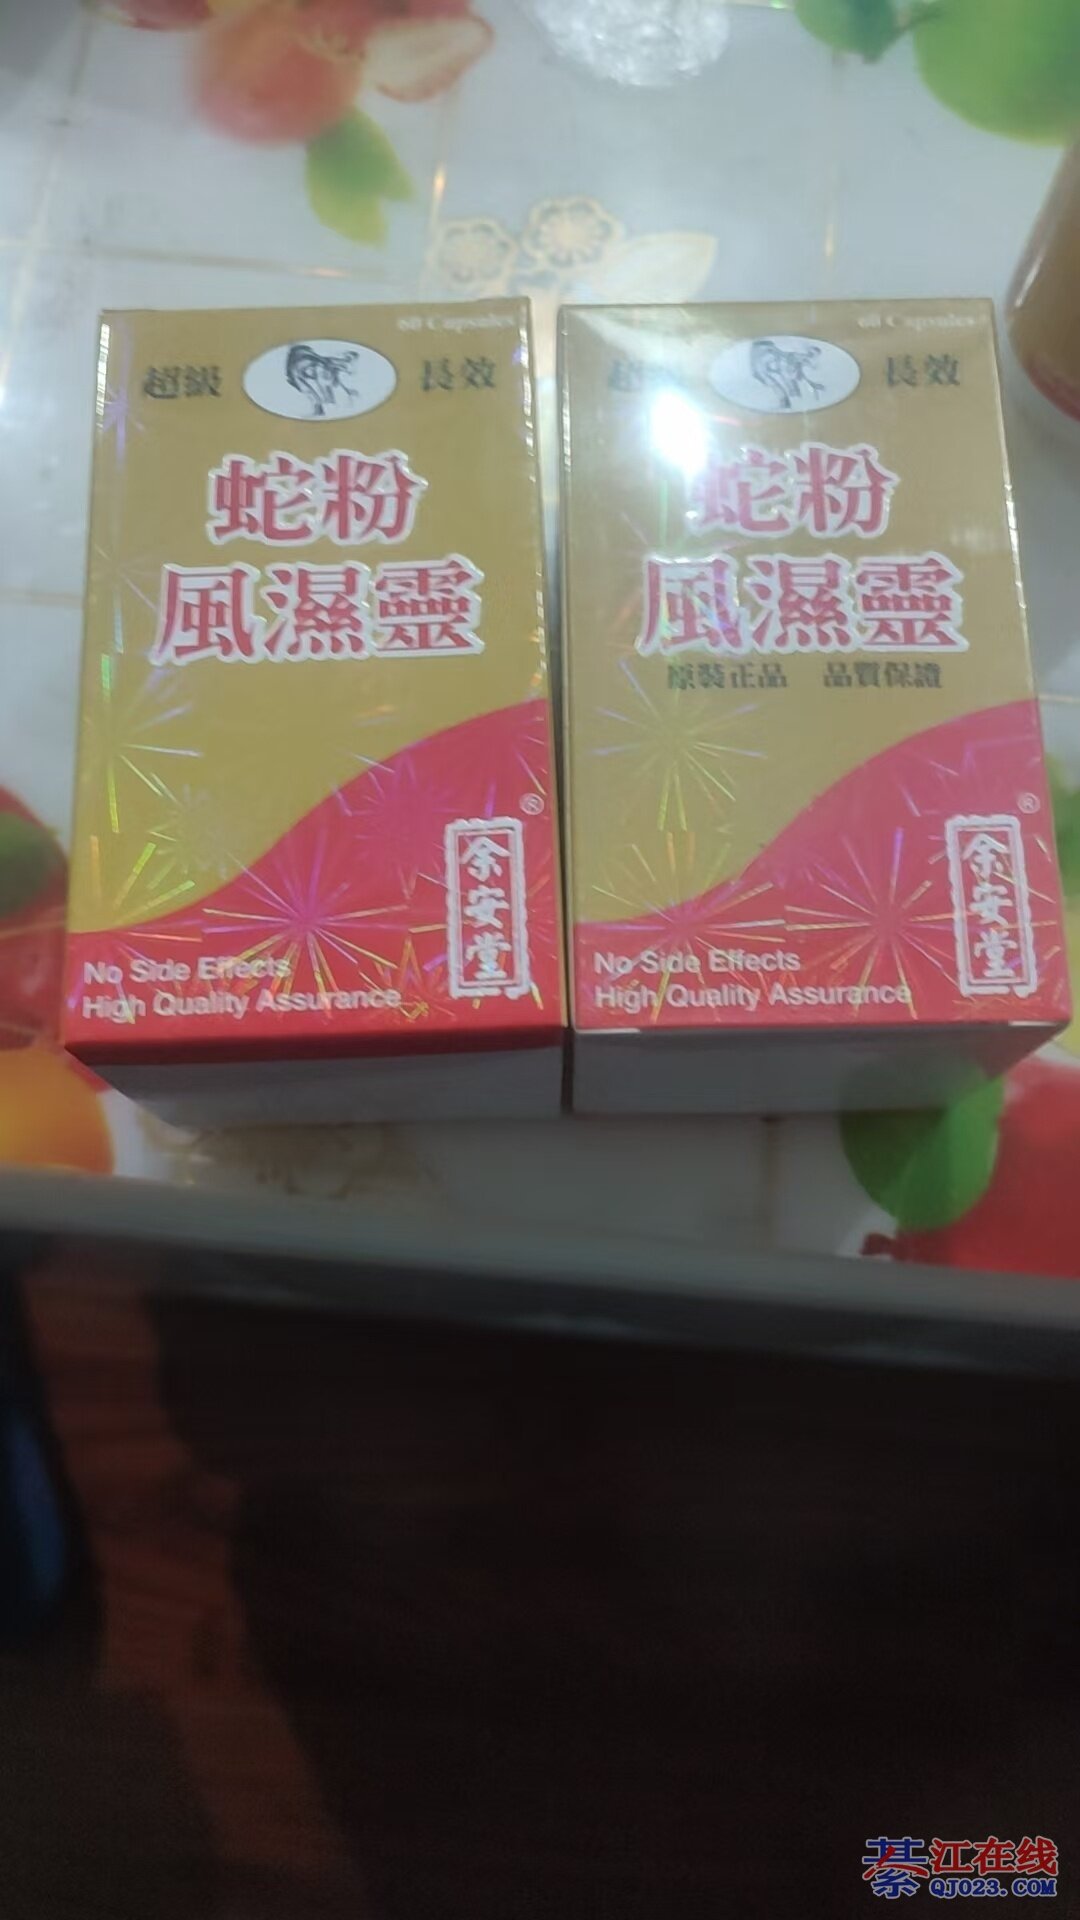 60 Capsules
超級 長效
蛇粉
風濕靈
®
余安堂
No Side Effects
High Quality Assurance
60 Capsules
長效
蛇粉
風濕靈
原裝正品 品質保證
®
余安堂
No Side Effects
High Quality Assurance
綦江在线
QJ023.COM